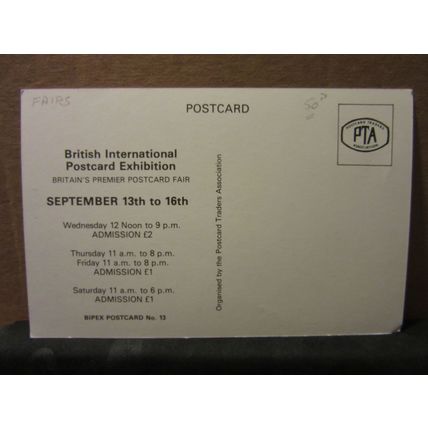 FAIRS
50P
POSTCARD
POSTCARD TRADERS
PTA
ASSOCIATION
British International
Postcard Exhibition
BRITAIN'S PREMIER POSTCARD FAIR
SEPTEMBER 13th to 16th
Wednesday 12 Noon to 9 p.m.
ADMISSION £2
Thursday 11 a.m. to 8 p.m.
Friday 11 a.m. to 8 p.m.
ADMISSION £1
Saturday 11 a.m. to 6 p.m.
ADMISSION £1
BIPEX POSTCARD No. 13
Organised by the Postcard Traders Association